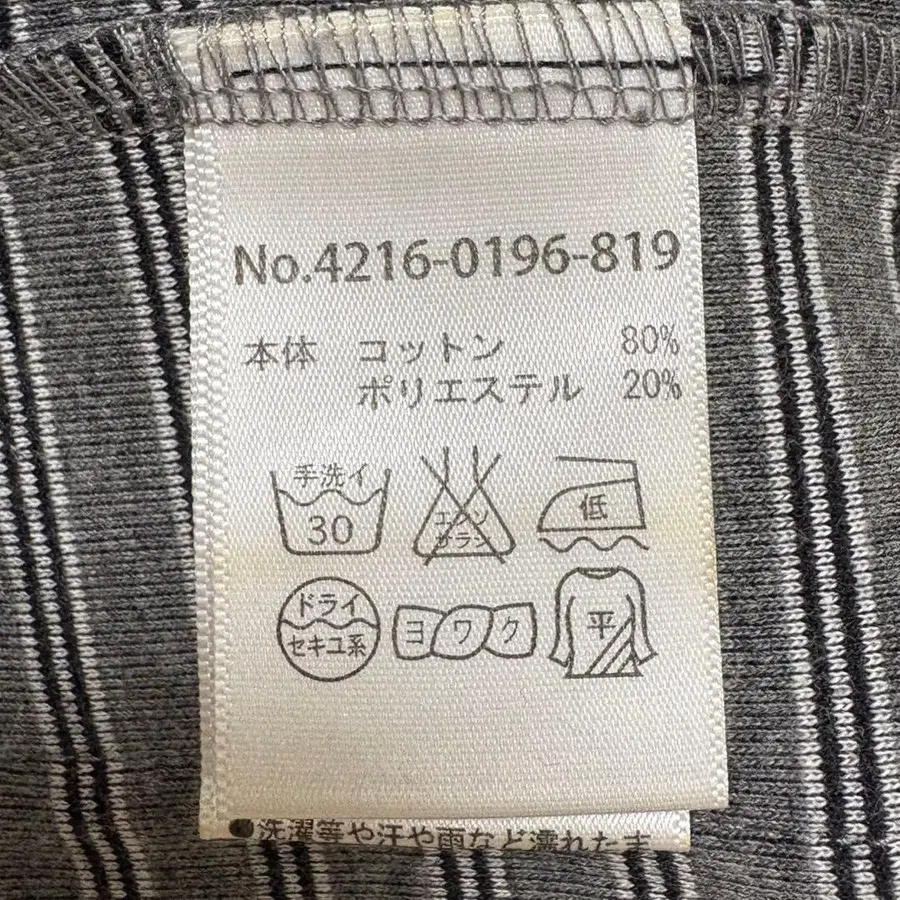 No.4216-0196-819
本体 コットン 80%
ポリエステル 20%
手洗イ
30
エンソ
サラシ
低
ドライ
セキユ系
ヨワク
平
●洗濯等や汗や雨など濡れたま